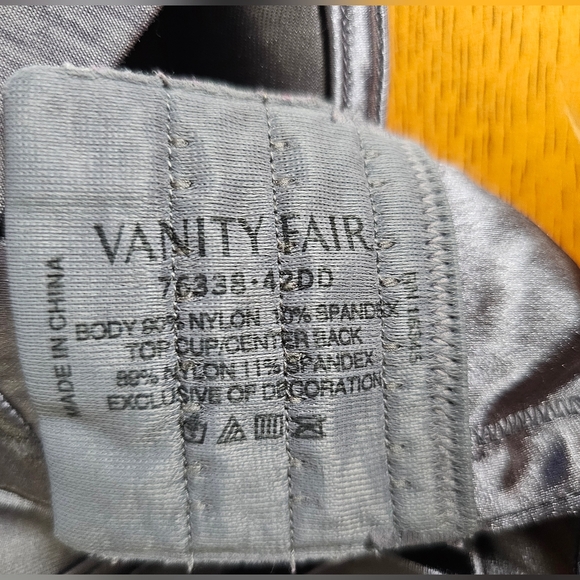 VANITY FAIR
76338·42DD
BODY 90% NYLON 10% SPANDEX
TOP CUP/CENTER BACK
89% NYLON 11% SPANDEX
EXCLUSIVE OF DECORATION
MADE IN CHINA